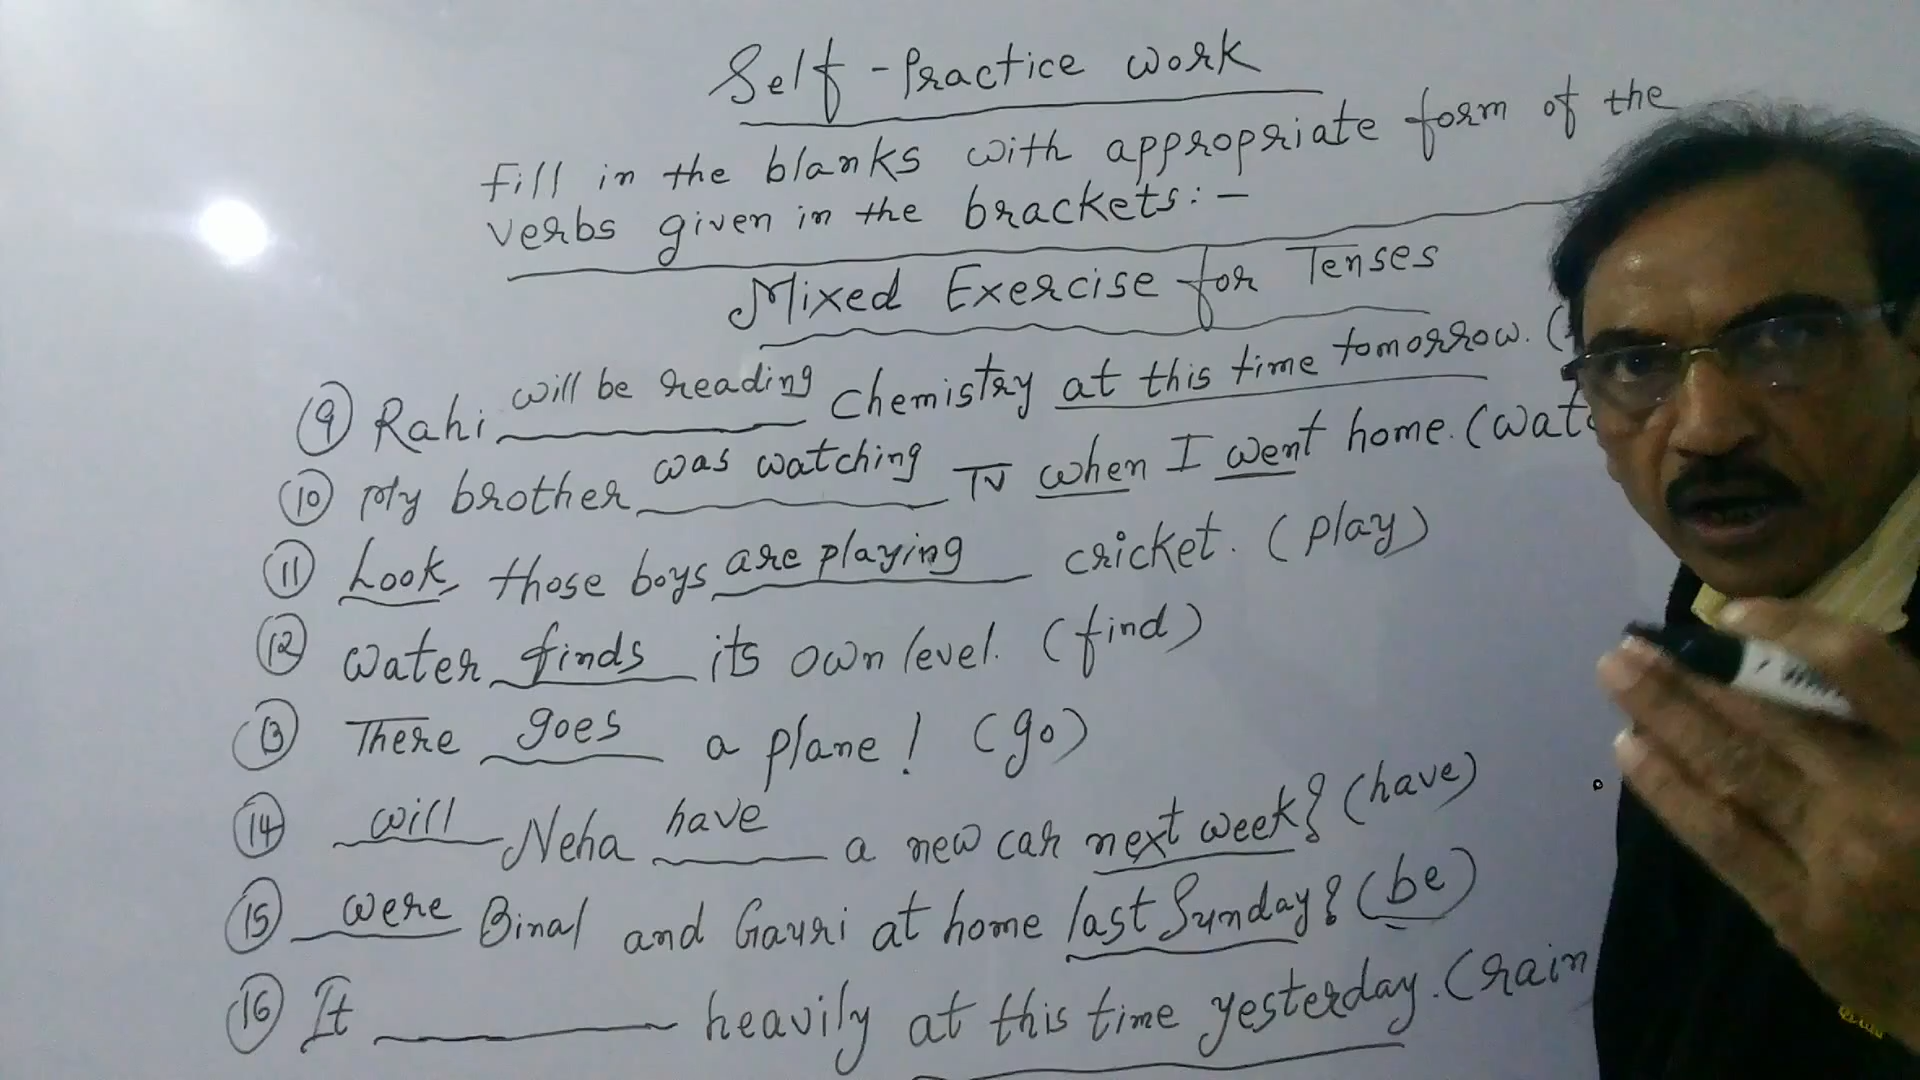 Self-Practice work
Fill in the blanks with appropriate form of the
verbs given in the brackets:-
Mixed Exercise for Tenses
(9) Rahi will be reading chemistry at this time tomorrow. (
(10) My brother was watching TV when I went home. (wat
(11) Look, those boys are playing cricket. (play)
(12) Water finds its own level. (find)
(13) There goes a plane! (go)
(14) will Neha have a new car next week? (have)
(15) were Binal and Gauri at home last Sunday? (be)
(16) It ______ heavily at this time yesterday. (rain